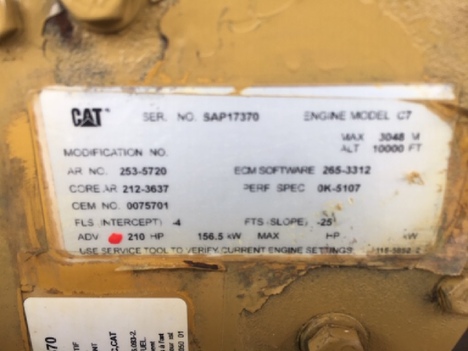 CAT SER. NO. SAP17370 ENGINE MODEL C7
MAX 3048 M
MODIFICATION NO. ALT 10000 FT
AR NO. 253-5720 ECM SOFTWARE 265-3312
CORE AR 212-3637 PERF SPEC 0K-5107
OEM NO. 0075701
FLS (INTERCEPT) -4 FTS (SLOPE) -25
ADV 210 HP 156.5 kW MAX HP kW
USE SERVICE TOOL TO VERIFY CURRENT ENGINE SETTINGS
C.CAT
FUEL.